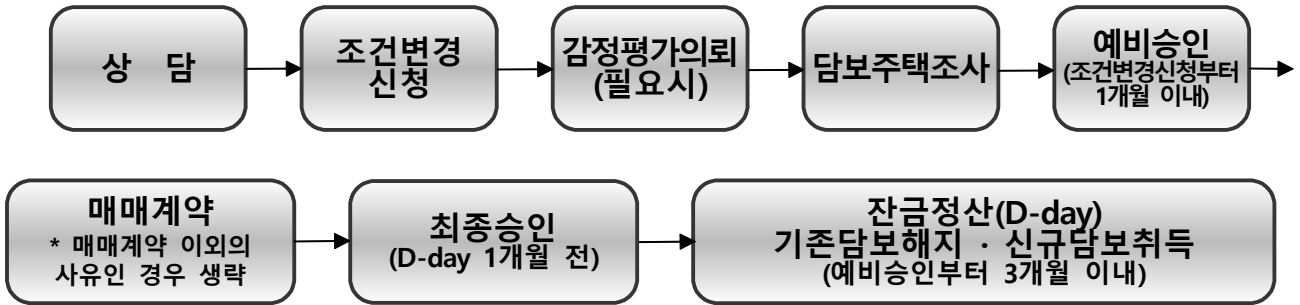 상 담
조건변경
신청
감정평가의뢰
(필요시)
담보주택조사
예비승인
(조건변경신청부터
1개월 이내)
매매계약
* 매매계약 이외의
사유인 경우 생략
최종승인
(D-day 1개월 전)
잔금정산(D-day)
기존담보해지 · 신규담보취득
(예비승인부터 3개월 이내)